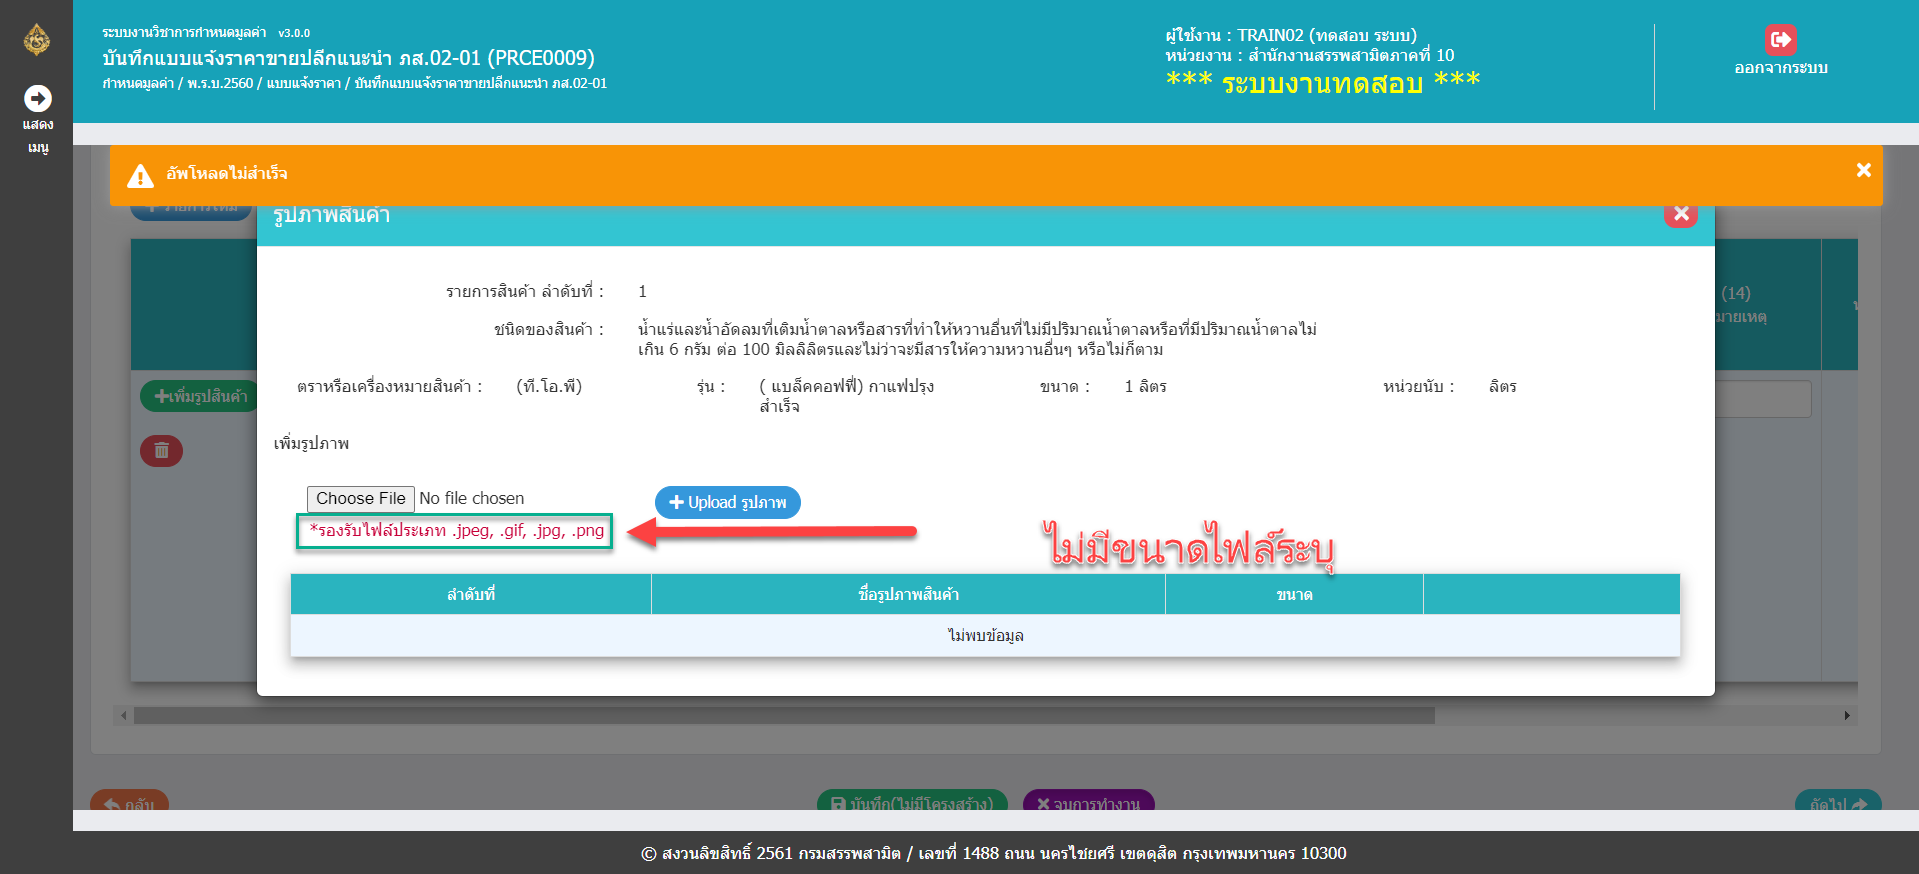 ระบบงานวิชาการกำหนดมูลค่า v3.0.0
บันทึกแบบแจ้งราคาขายปลีกแนะนำ ภส.02-01 (PRCE0009)
กำหนดมูลค่า / พ.ร.บ.2560 / แบบแจ้งราคา / บันทึกแบบแจ้งราคาขายปลีกแนะนำ ภส.02-01
ผู้ใช้งาน : TRAIN02 (ทดสอบ ระบบ)
หน่วยงาน : สำนักงานสรรพสามิตภาคที่ 10
*** ระบบงานทดสอบ ***
ออกจากระบบ
แสดง
เมนู
อัพโหลดไม่สำเร็จ
รายการใหม่
รูปภาพสินค้า
รายการสินค้า ลำดับที่ : 1
(14)
มายเหตุ
ชนิดของสินค้า : น้ำแร่และน้ำอัดลมที่เติมน้ำตาลหรือสารที่ทำให้หวานอื่นที่ไม่มีปริมาณน้ำตาลหรือที่มีปริมาณน้ำตาลไม่
เกิน 6 กรัม ต่อ 100 มิลลิลิตรและไม่ว่าจะมีสารให้ความหวานอื่นๆ หรือไม่ก็ตาม
เพิ่มรูปสินค้า
ตราหรือเครื่องหมายสินค้า : (ที.โอ.พี) รุ่น : ( แบล็คคอฟฟี่) กาแฟปรุง ขนาด : 1 ลิตร หน่วยนับ : ลิตร
สำเร็จ
เพิ่มรูปภาพ
Choose File No file chosen Upload รูปภาพ
*รองรับไฟล์ประเภท .jpeg, .gif, .jpg, .png
ไม่มีขนาดไฟล์ระบุ
ลำดับที่ ชื่อรูปภาพสินค้า ขนาด
ไม่พบข้อมูล
กลับ บันทึก(ไม่มีโครงสร้าง) จบการทำงาน ถัดไป
© สงวนลิขสิทธิ์ 2561 กรมสรรพสามิต / เลขที่ 1488 ถนน นครไชยศรี เขตดุสิต กรุงเทพมหานคร 10300